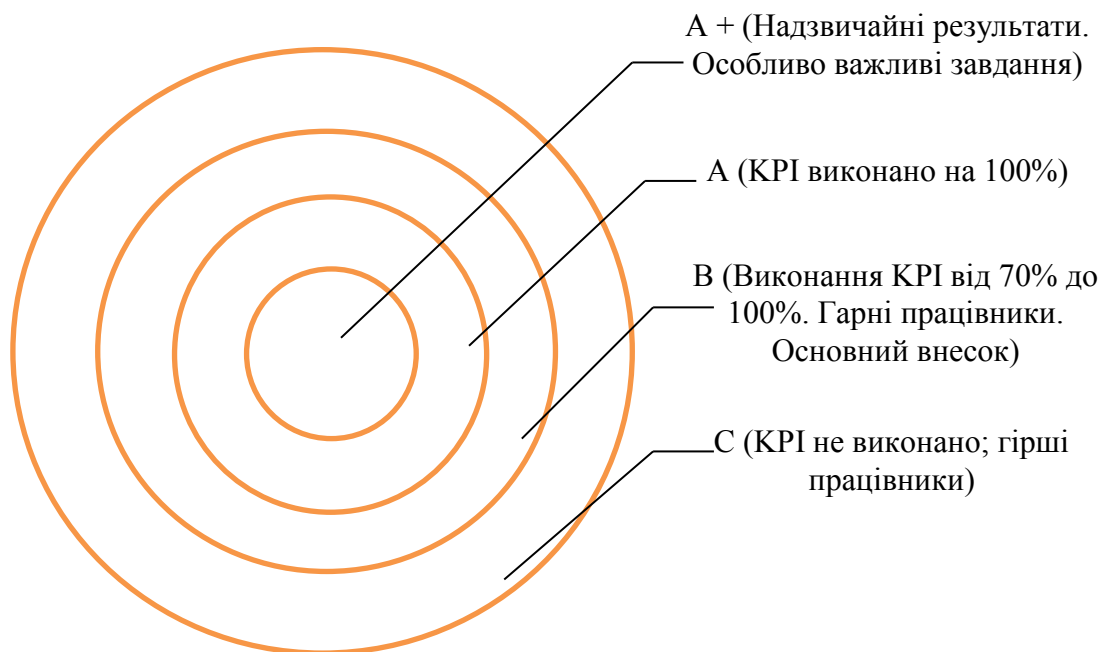 А + (Надзвичайні результати.
Особливо важливі завдання)
А (KPI виконано на 100%)
В (Виконання KPI від 70% до
100%. Гарні працівники.
Основний внесок)
С (KPI не виконано; гірші
працівники)